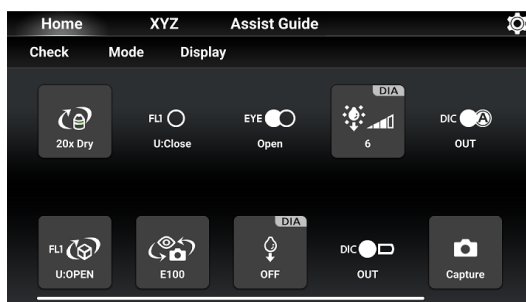 Home XYZ Assist Guide
Check Mode Display
DIA
FL1 EYE DIC A
20x Dry U:Close Open 6 OUT
DIA
FL1 DIC
U:OPEN E100 OFF OUT Capture